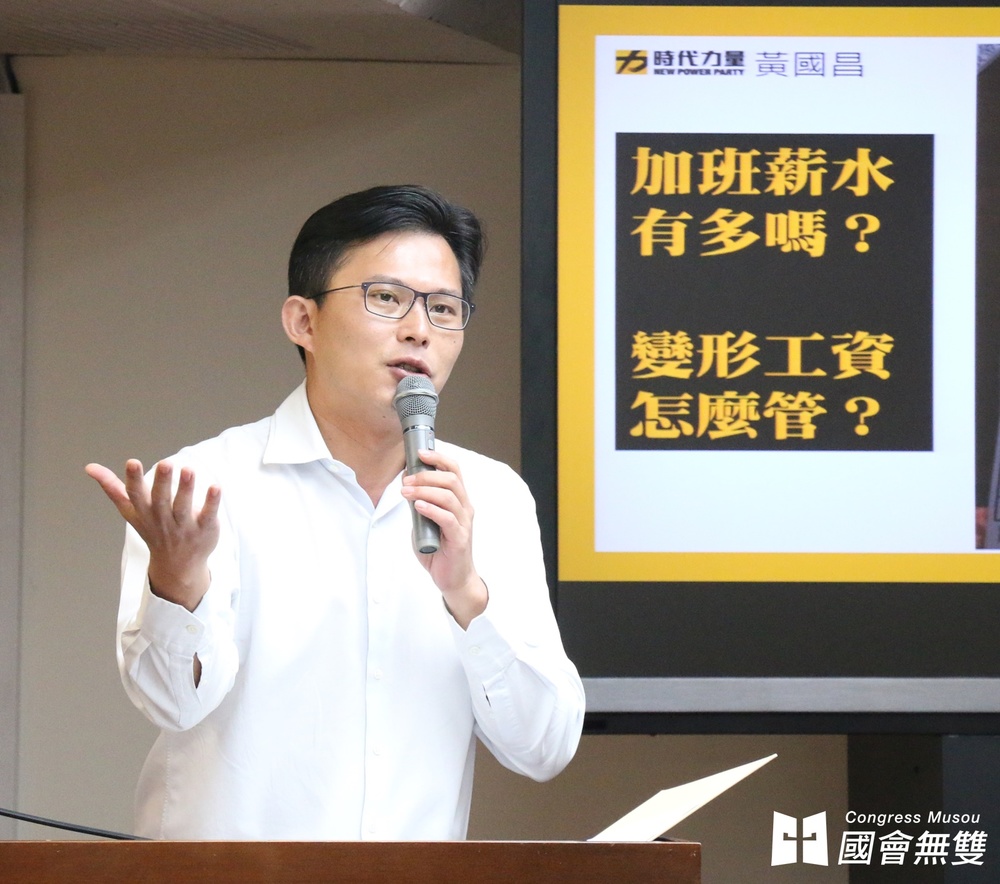 力 時代力量 黃國昌
NEW POWER PARTY
加班薪水
有多嗎？
變形工資
怎麼管？
Congress Musou
國會無雙